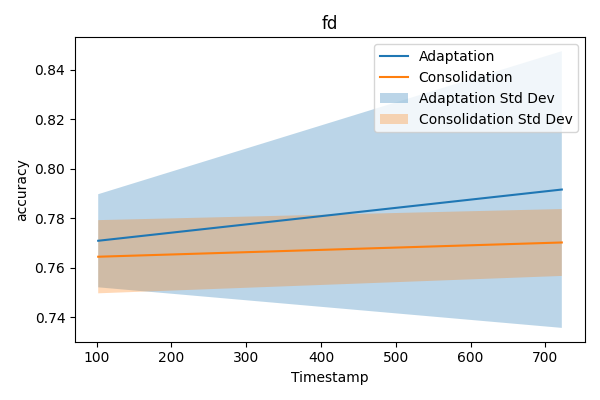 fd
Adaptation
Consolidation
Adaptation Std Dev
Consolidation Std Dev
accuracy
0.84
0.82
0.80
0.78
0.76
0.74
100 200 300 400 500 600 700
Timestamp